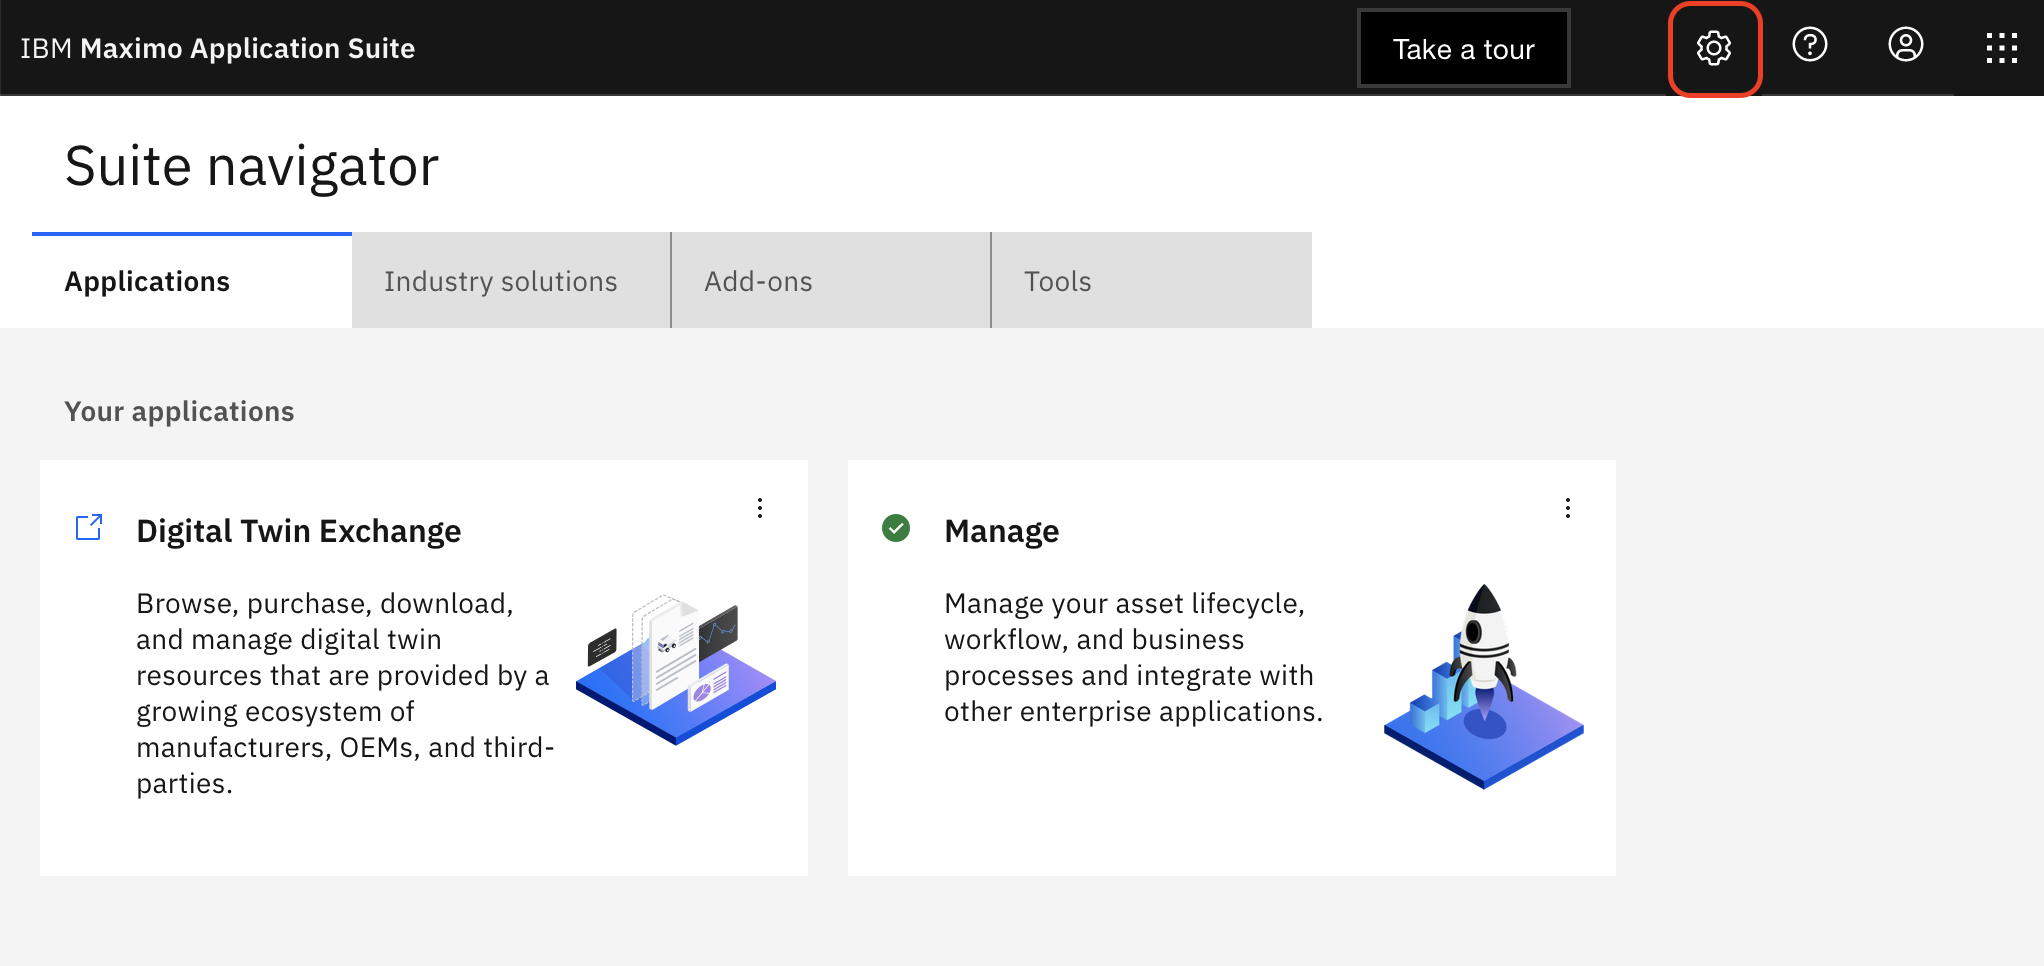 IBM Maximo Application Suite
Take a tour
Suite navigator
Applications
Industry solutions
Add-ons
Tools
Your applications
Digital Twin Exchange
Browse, purchase, download,
and manage digital twin
resources that are provided by a
growing ecosystem of
manufacturers, OEMs, and third-
parties.
Manage
Manage your asset lifecycle,
workflow, and business
processes and integrate with
other enterprise applications.